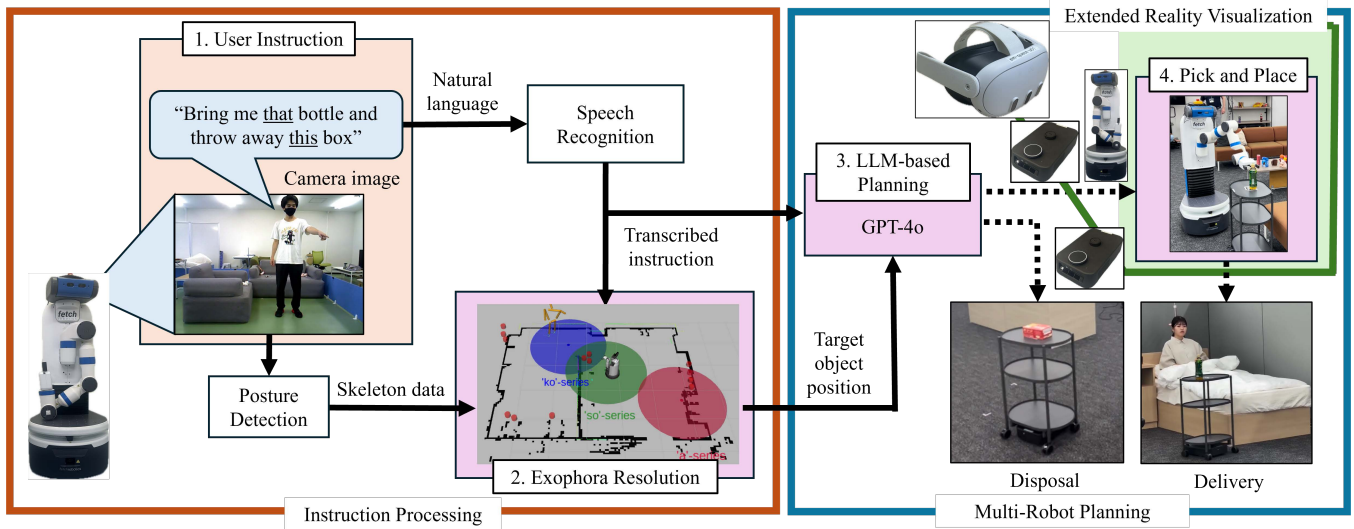 Extended Reality Visualization
1. User Instruction
Natural
language
"Bring me that bottle and
throw away this box"
Camera image
Speech
Recognition
4. Pick and Place
fetch
3. LLM-based
Planning
GPT-4o
Transcribed
instruction
fetch
'ko'-series
'so'-series
'a'-series
Target
object
position
Posture
Detection
Skeleton data
2. Exophora Resolution
Disposal
Delivery
Instruction Processing
Multi-Robot Planning